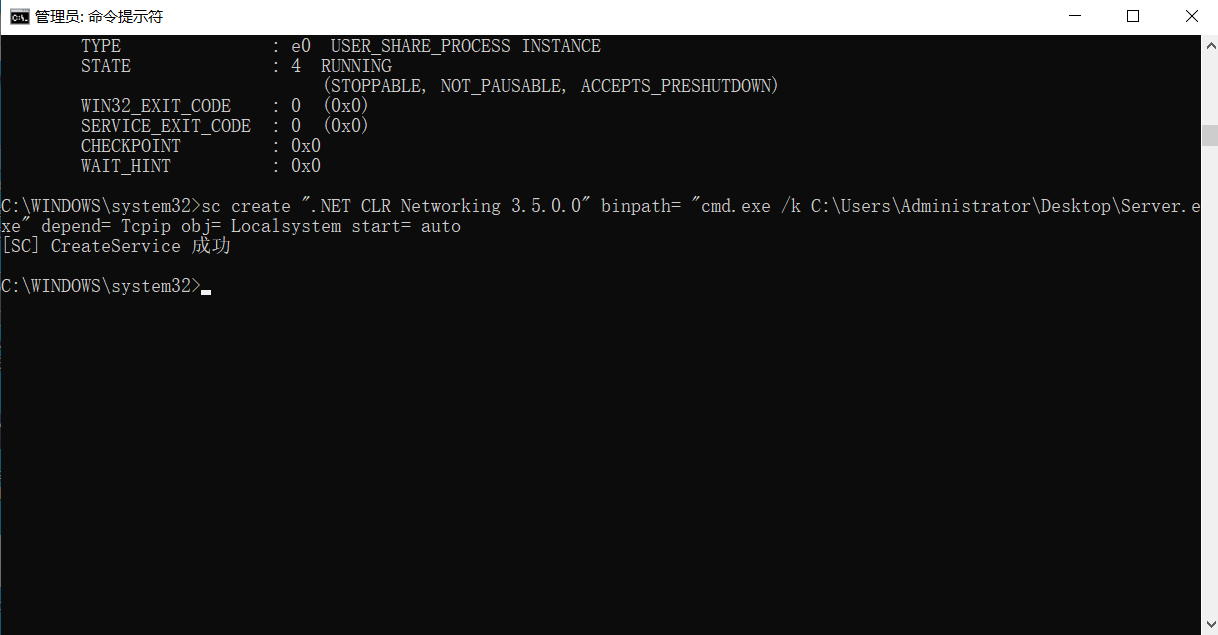 管理员: 命令提示符
TYPE               : e0  USER_SHARE_PROCESS INSTANCE
STATE              : 4  RUNNING
(STOPPABLE, NOT_PAUSABLE, ACCEPTS_PRESHUTDOWN)
WIN32_EXIT_CODE    : 0  (0x0)
SERVICE_EXIT_CODE  : 0  (0x0)
CHECKPOINT         : 0x0
WAIT_HINT          : 0x0
C:\WINDOWS\system32>sc create ".NET CLR Networking 3.5.0.0" binpath= "cmd.exe /k C:\Users\Administrator\Desktop\Server.e
xe" depend= Tcpip obj= Localsystem start= auto
[SC] CreateService 成功
C:\WINDOWS\system32>